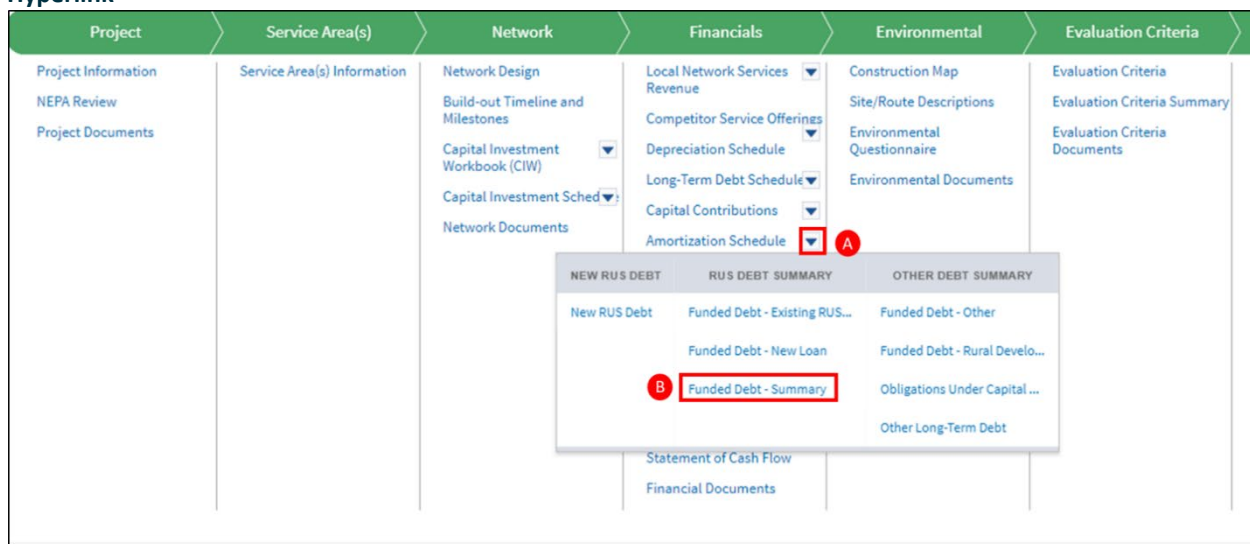 Hyperlink
Project
Service Area(s)
Network
Financials
Environmental
Evaluation Criteria
Project Information
NEPA Review
Project Documents
Service Area(s) Information
Network Design
Build-out Timeline and
Milestones
Capital Investment
Workbook (CIW)
Capital Investment Sched
Network Documents
Local Network Services
Revenue
Competitor Service Offerings
Depreciation Schedule
Long-Term Debt Schedule
Capital Contributions
Amortization Schedule
A
Construction Map
Site/Route Descriptions
Environmental
Questionnaire
Environmental Documents
Evaluation Criteria
Evaluation Criteria Summary
Evaluation Criteria
Documents
NEW RUS DEBT
New RUS Debt
RUS DEBT SUMMARY
Funded Debt - Existing RUS...
Funded Debt - New Loan
B
Funded Debt - Summary
OTHER DEBT SUMMARY
Funded Debt - Other
Funded Debt - Rural Develo...
Obligations Under Capital ...
Other Long-Term Debt
Statement of Cash Flow
Financial Documents